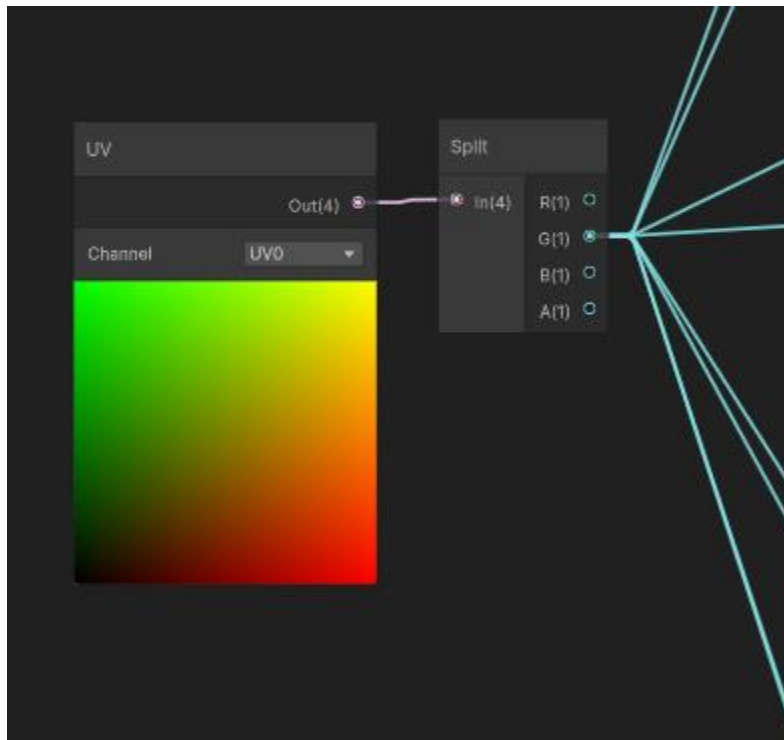 UV
Out(4)
Channel
UV0
Split
In(4)
R(1)
G(1)
B(1)
A(1)